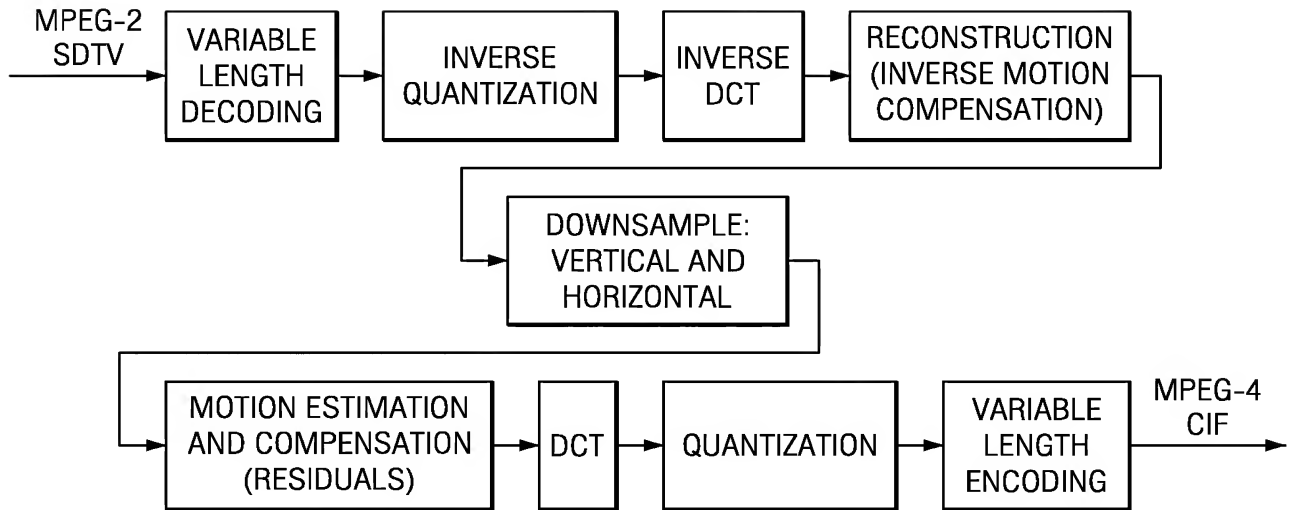 MPEG-2
SDTV
VARIABLE
LENGTH
DECODING
INVERSE
QUANTIZATION
INVERSE
DCT
RECONSTRUCTION
(INVERSE MOTION
COMPENSATION)
DOWNSAMPLE:
VERTICAL AND
HORIZONTAL
MOTION ESTIMATION
AND COMPENSATION
(RESIDUALS)
DCT
QUANTIZATION
VARIABLE
LENGTH
ENCODING
MPEG-4
CIF